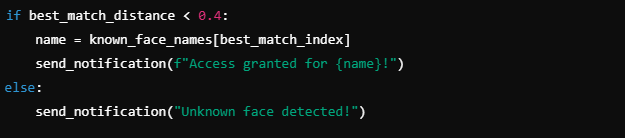 if best_match_distance < 0.4:
    name = known_face_names[best_match_index]
    send_notification(f"Access granted for {name}!")
else:
    send_notification("Unknown face detected!")